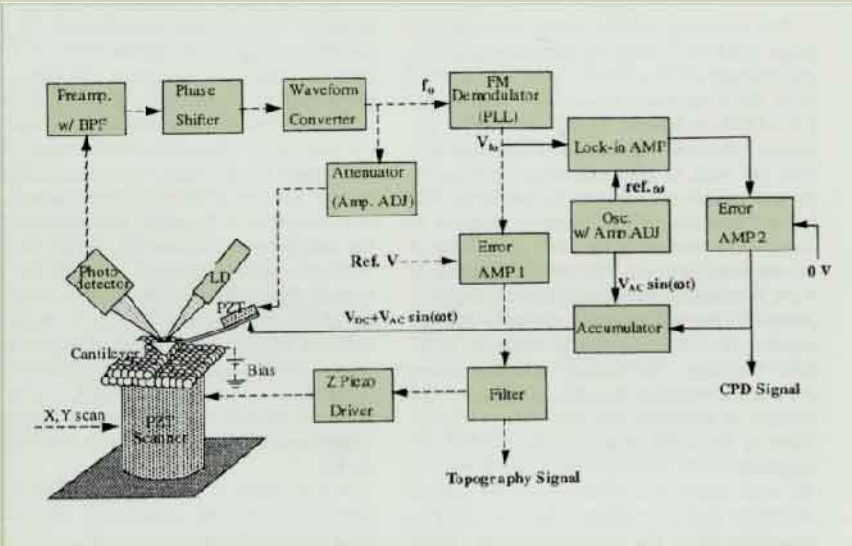 Preamp.
w/ BPF
Phase
Shifter
Waveform
Converter
f₀
FM
Demodulator
(PLL)
V_fo
Lock-in AMP
Attenuator
(Amp. ADJ)
ref. ω
Osc.
w/ Amp.ADJ
Error
AMP 2
0 V
Photo
detector
LD
PZT
Ref. V
Error
AMP 1
V_AC sin(ωt)
V_DC+V_AC sin(ωt)
Accumulator
Cantilever
Bias
CPD Signal
X, Y scan
PZT
Scanner
Z Piezo
Driver
Filter
Topography Signal